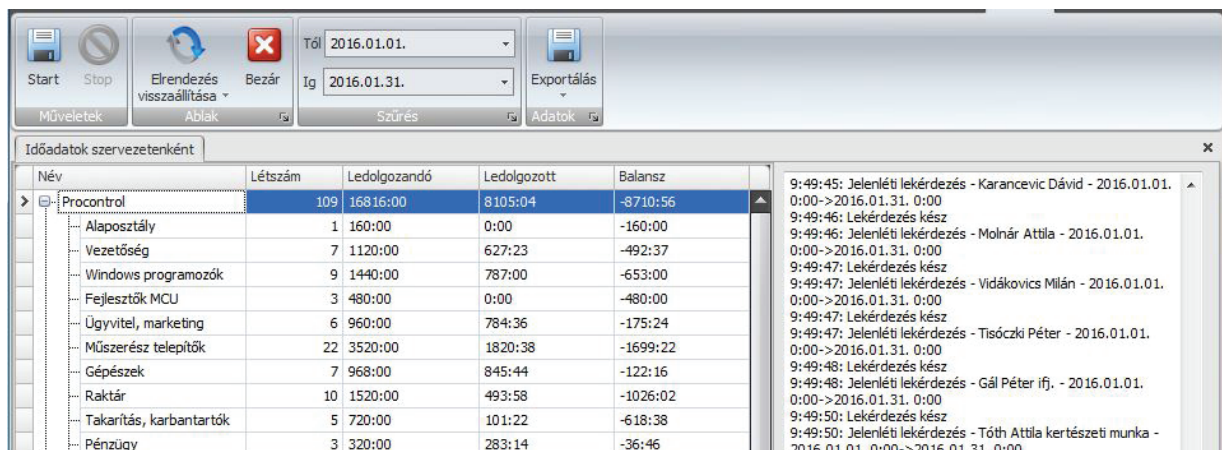 Start
Stop
Műveletek
Elrendezés
visszaállítása
Bezár
Ablak
Tól 2016.01.01.
Ig 2016.01.31.
Szűrés
Exportálás
Adatok
Időadatok szervezetenként
Név Létszám Ledolgozandó Ledolgozott Balansz
Procontrol 109 16816:00 8105:04 -8710:56
Alaposztály 1 160:00 0:00 -160:00
Vezetőség 7 1120:00 627:23 -492:37
Windows programozók 9 1440:00 787:00 -653:00
Fejlesztők MCU 3 480:00 0:00 -480:00
Ügyvitel, marketing 6 960:00 784:36 -175:24
Műszerész telepítők 22 3520:00 1820:38 -1699:22
Gépészek 7 968:00 845:44 -122:16
Raktár 10 1520:00 493:58 -1026:02
Takarítás, karbantartók 5 720:00 101:22 -618:38
Pénzügy 3 320:00 283:14 -36:46
9:49:45: Jelenléti lekérdezés - Karancevic Dávid - 2016.01.01.
0:00->2016.01.31. 0:00
9:49:46: Lekérdezés kész
9:49:46: Jelenléti lekérdezés - Molnár Attila - 2016.01.01.
0:00->2016.01.31. 0:00
9:49:47: Lekérdezés kész
9:49:47: Jelenléti lekérdezés - Vidákovics Milán - 2016.01.01.
0:00->2016.01.31. 0:00
9:49:47: Lekérdezés kész
9:49:47: Jelenléti lekérdezés - Tisóczki Péter - 2016.01.01.
0:00->2016.01.31. 0:00
9:49:48: Lekérdezés kész
9:49:48: Jelenléti lekérdezés - Gál Péter ifj. - 2016.01.01.
0:00->2016.01.31. 0:00
9:49:50: Lekérdezés kész
9:49:50: Jelenléti lekérdezés - Tóth Attila kertészeti munka -
2016.01.01. 0:00->2016.01.31. 0:00